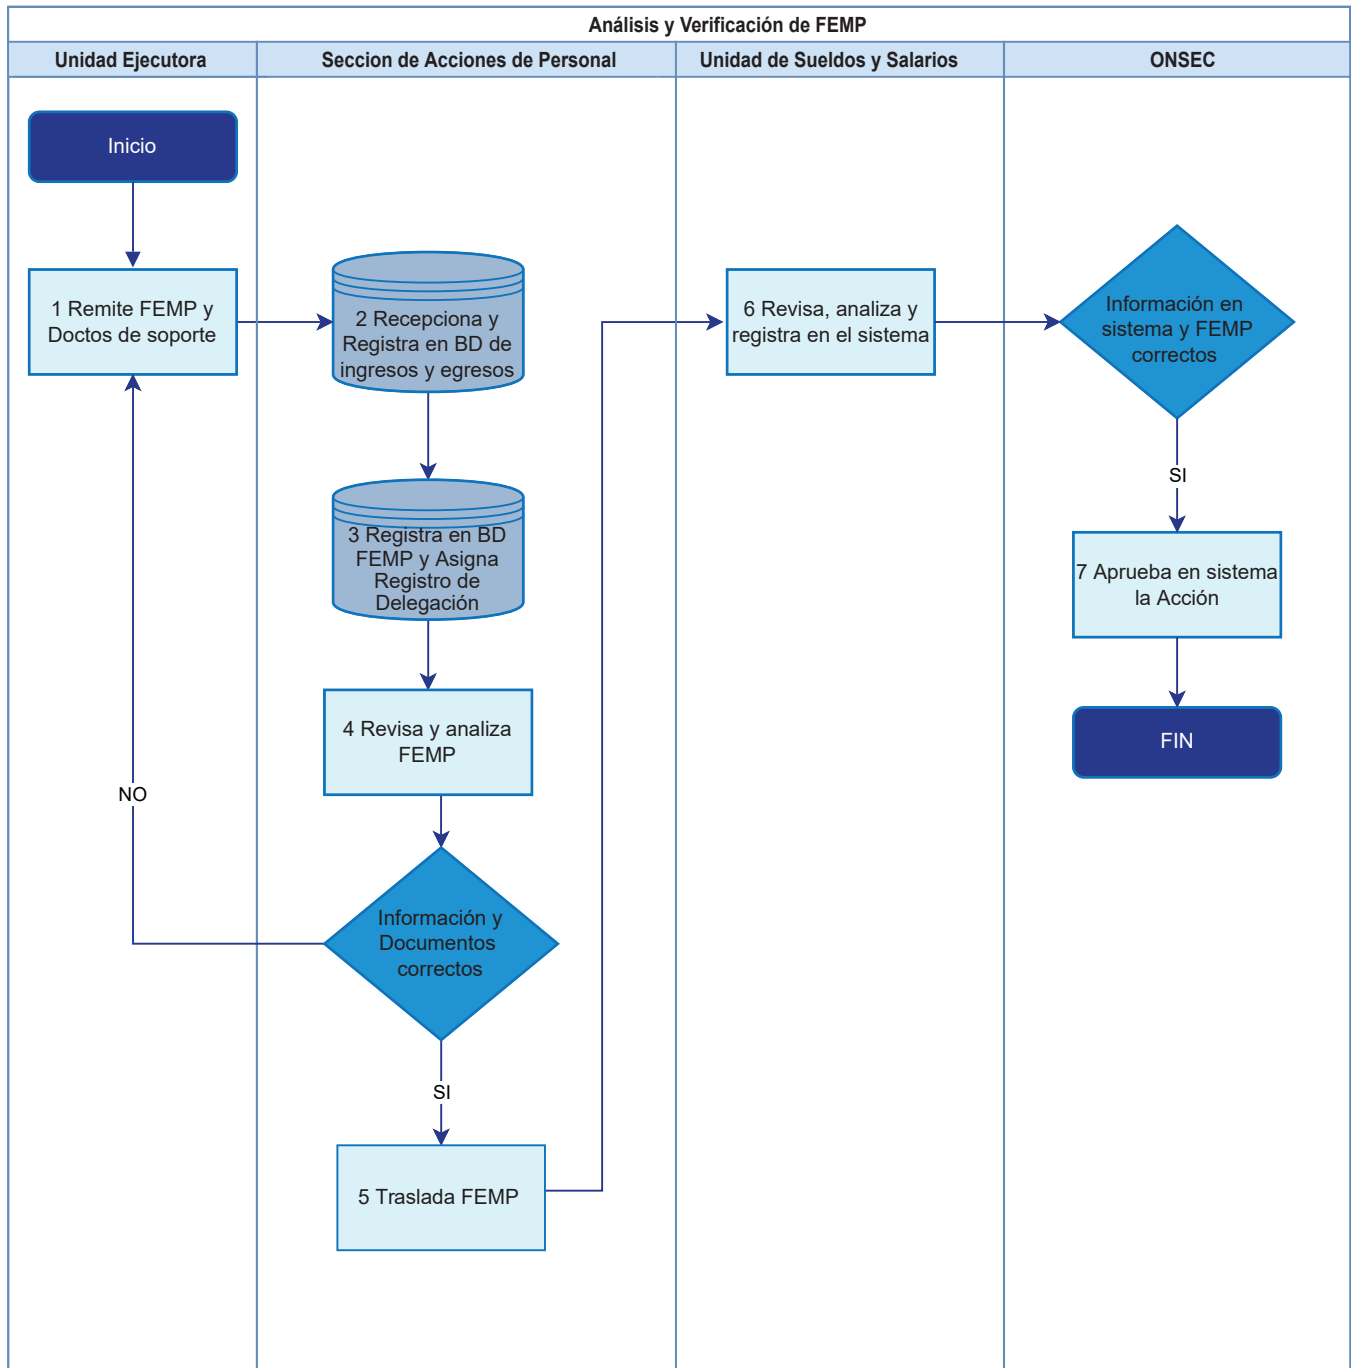 Análisis y Verificación de FEMP
Unidad Ejecutora
Seccion de Acciones de Personal
Unidad de Sueldos y Salarios
ONSEC
Inicio
1 Remite FEMP y
Doctos de soporte
2 Recepciona y
Registra en BD de
ingresos y egresos
3 Registra en BD
FEMP y Asigna
Registro de
Delegación
4 Revisa y analiza
FEMP
NO
Información y
Documentos
correctos
SI
5 Traslada FEMP
6 Revisa, analiza y
registra en el sistema
Información en
sistema y FEMP
correctos
SI
7 Aprueba en sistema
la Acción
FIN